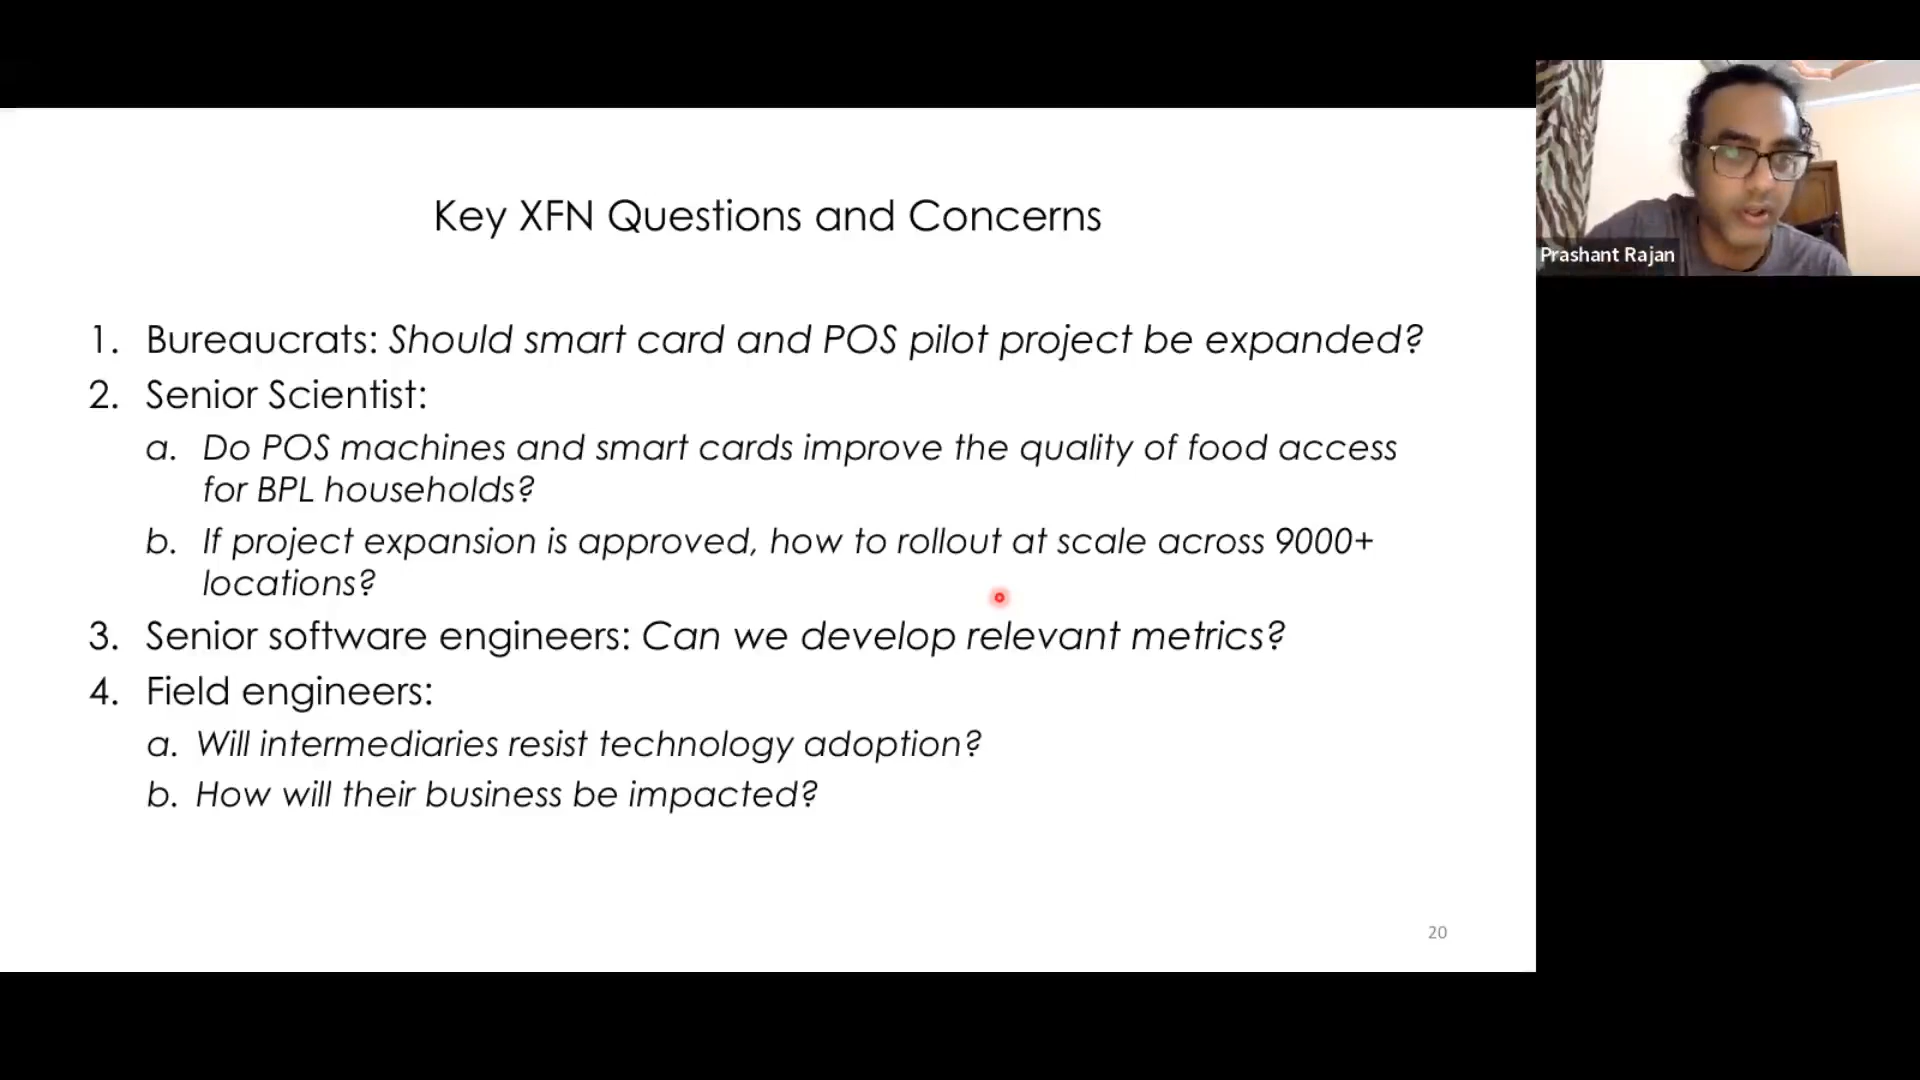 Key XFN Questions and Concerns
Prashant Rajan
1. Bureaucrats: Should smart card and POS pilot project be expanded?
2. Senior Scientist:
a. Do POS machines and smart cards improve the quality of food access
for BPL households?
b. If project expansion is approved, how to rollout at scale across 9000+
locations?
3. Senior software engineers: Can we develop relevant metrics?
4. Field engineers:
a. Will intermediaries resist technology adoption?
b. How will their business be impacted?
20